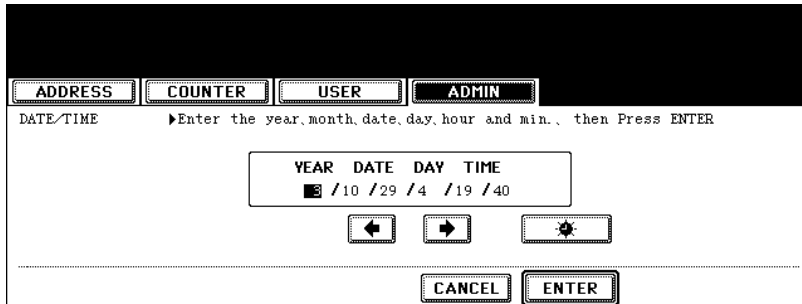 ADDRESS COUNTER USER ADMIN
DATE/TIME ▶Enter the year、month、date、day、hour and min.、 then Press ENTER
YEAR DATE DAY TIME
3 /10 /29 /4 /19 /40
CANCEL ENTER